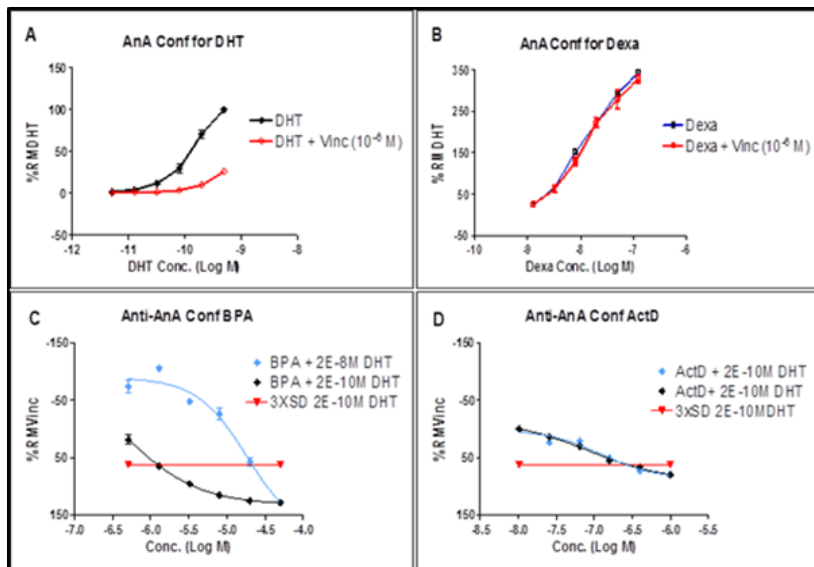 A
AnA Conf for DHT
%RMDHT
150
100
50
0
-50
-12
-11
-10
-9
-8
DHT Conc. (Log M)
DHT
DHT + Vinc (10⁻⁶ M)
B
AnA Conf for Dexa
%RMDHT
350
250
150
50
-50
-10
-9
-8
-7
-6
Dexa Conc. (Log M)
Dexa
Dexa + Vinc (10⁻⁶ M)
C
Anti-AnA Conf BPA
%RMVinc
-150
-50
50
150
-7.0
-6.5
-6.0
-5.5
-5.0
-4.5
-4.0
Conc. (Log M)
BPA + 2E-8M DHT
BPA + 2E-10M DHT
3XSD 2E-10M DHT
D
Anti-AnA Conf ActD
%RMVinc
-150
-50
50
150
-8.5
-8.0
-7.5
-7.0
-6.5
-6.0
-5.5
Conc. (Log M)
ActD + 2E-10M DHT
ActD+ 2E-10M DHT
3xSD 2E-10MDHT